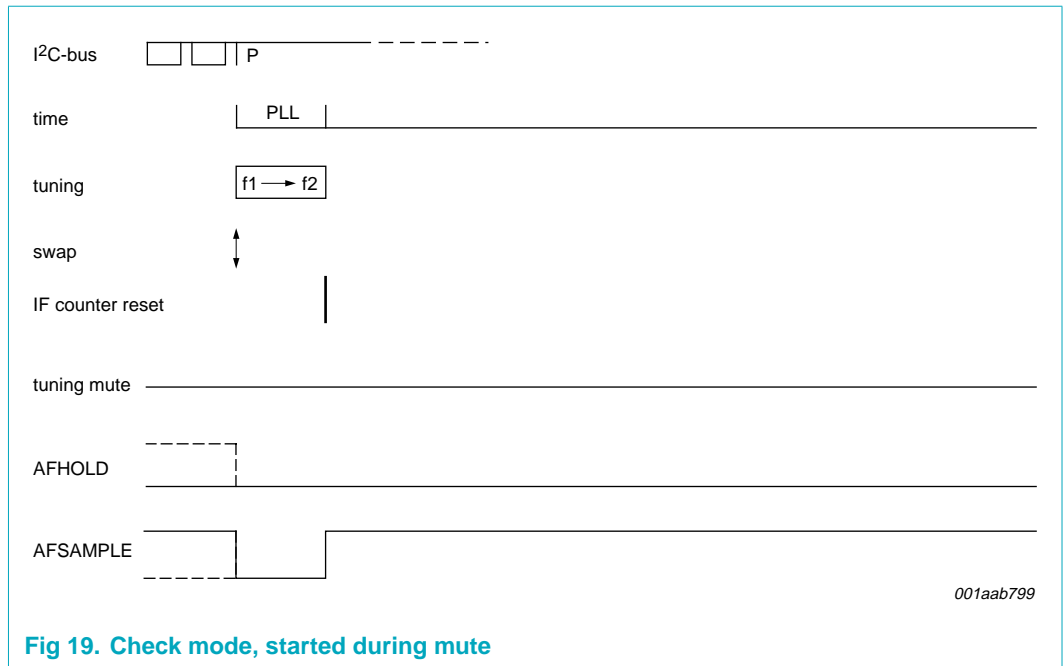 I²C-bus
P
time
PLL
tuning
f1 → f2
swap
IF counter reset
tuning mute
AFHOLD
AFSAMPLE
001aab799
Fig 19. Check mode, started during mute